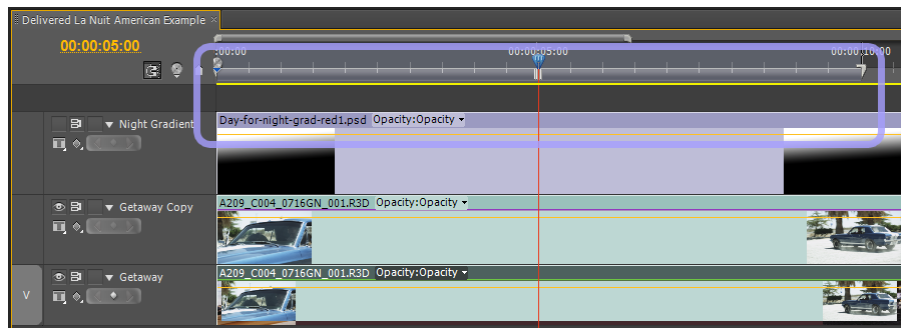 Delivered La Nuit American Example ×
00:00:05:00
:00:00
00:00:05:00
00:00:10:00
Night Gradient
Day-for-night-grad-red1.psd Opacity:Opacity
Getaway Copy
A209_C004_0716GN_001.R3D Opacity:Opacity
V
Getaway
A209_C004_0716GN_001.R3D Opacity:Opacity